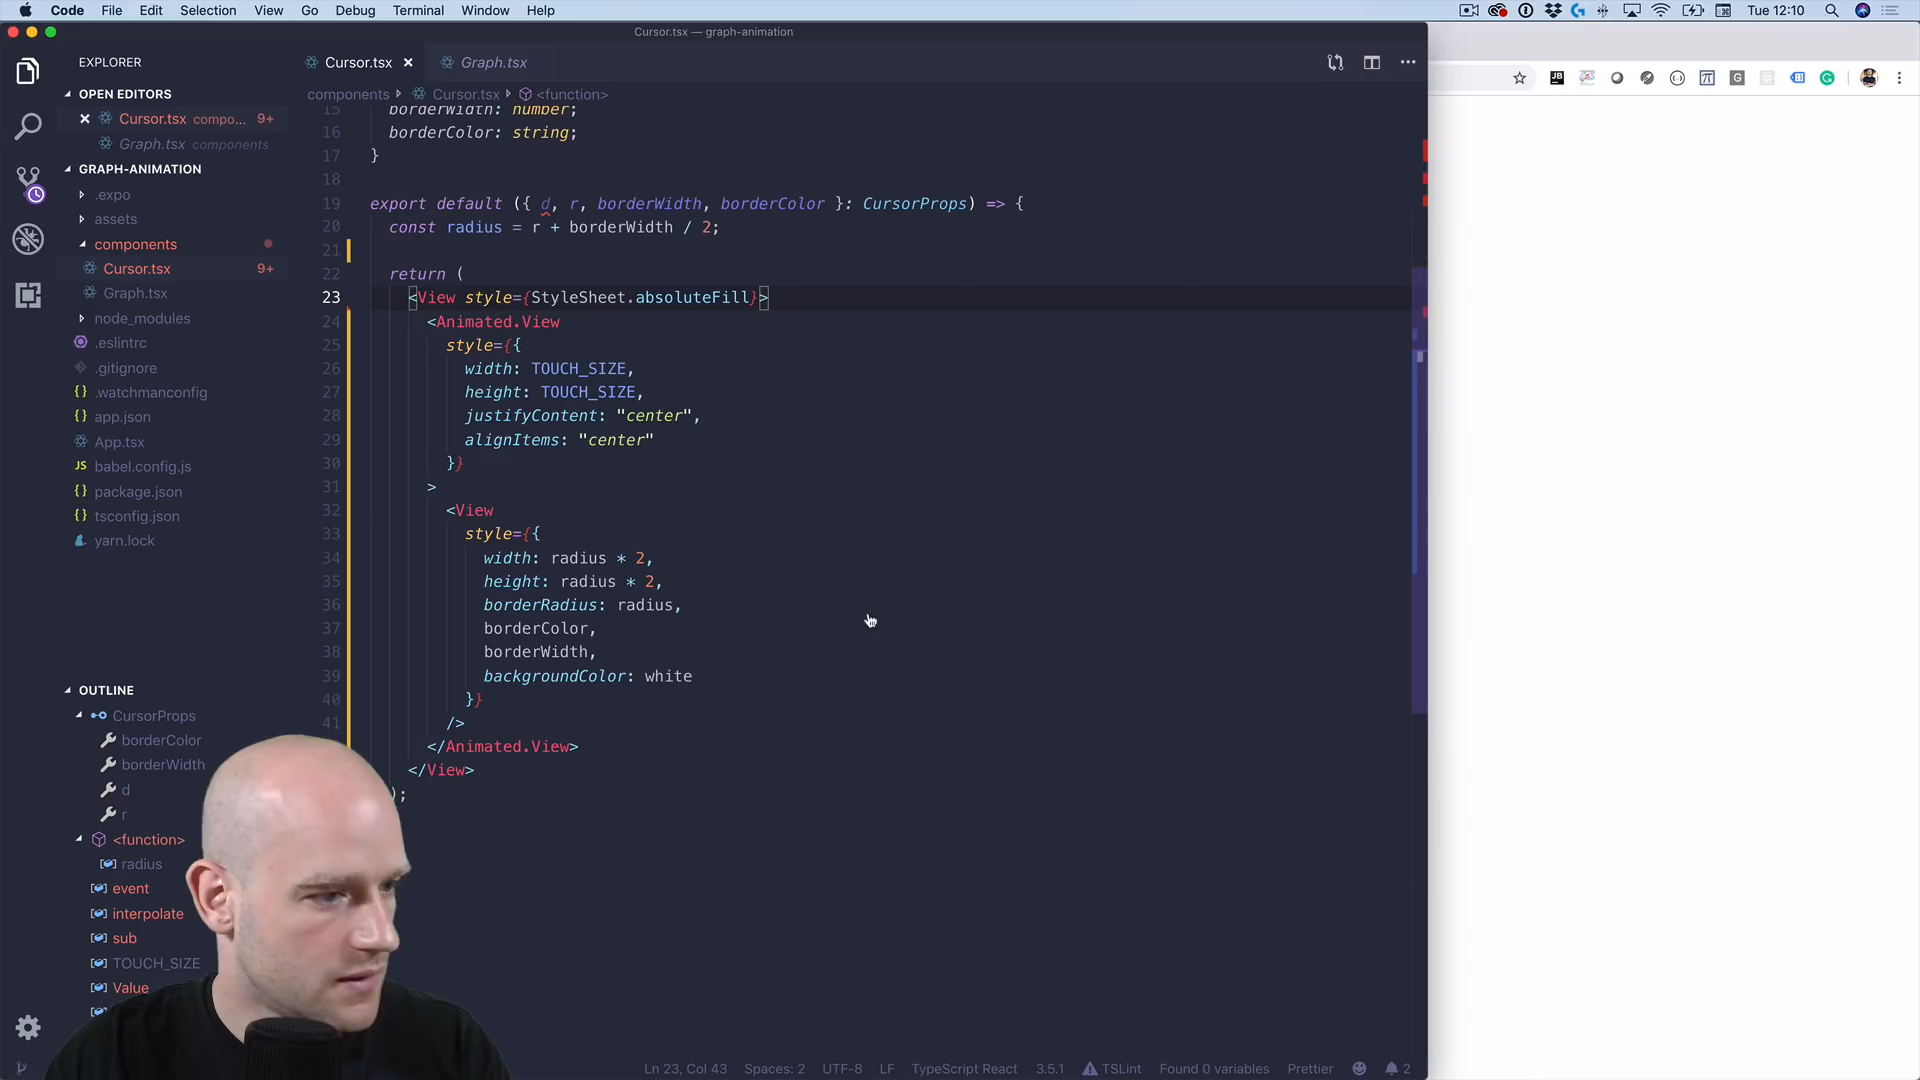 Code File Edit Selection View Go Debug Terminal Window Help
Tue 12:10
Cursor.tsx — graph-animation
EXPLORER
OPEN EDITORS
Cursor.tsx compo... 9+
Graph.tsx components
GRAPH-ANIMATION
.expo
assets
components
Cursor.tsx 9+
Graph.tsx
node_modules
.eslintrc
.gitignore
.watchmanconfig
{} app.json
App.tsx
JS babel.config.js
{} package.json
{} tsconfig.json
yarn.lock
OUTLINE
CursorProps
borderColor
borderWidth
d
r
<function>
radius
event
interpolate
sub
TOUCH_SIZE
Value
Cursor.tsx
Graph.tsx
components Cursor.tsx <function>
15 borderWidth: number;
16 borderColor: string;
17 }
18
19 export default ({ d, r, borderWidth, borderColor }: CursorProps) => {
20 const radius = r + borderWidth / 2;
21
22 return (
23 <View style={StyleSheet.absoluteFill}>
24 <Animated.View
25 style={{
26 width: TOUCH_SIZE,
27 height: TOUCH_SIZE,
28 justifyContent: "center",
29 alignItems: "center"
30 }}
31 >
32 <View
33 style={{
34 width: radius * 2,
35 height: radius * 2,
36 borderRadius: radius,
37 borderColor,
38 borderWidth,
39 backgroundColor: white
40 }}
41 />
</Animated.View>
</View>
);
Ln 23, Col 43 Spaces: 2 UTF-8 LF TypeScript React 3.5.1 TSLint Found 0 variables Prettier 2